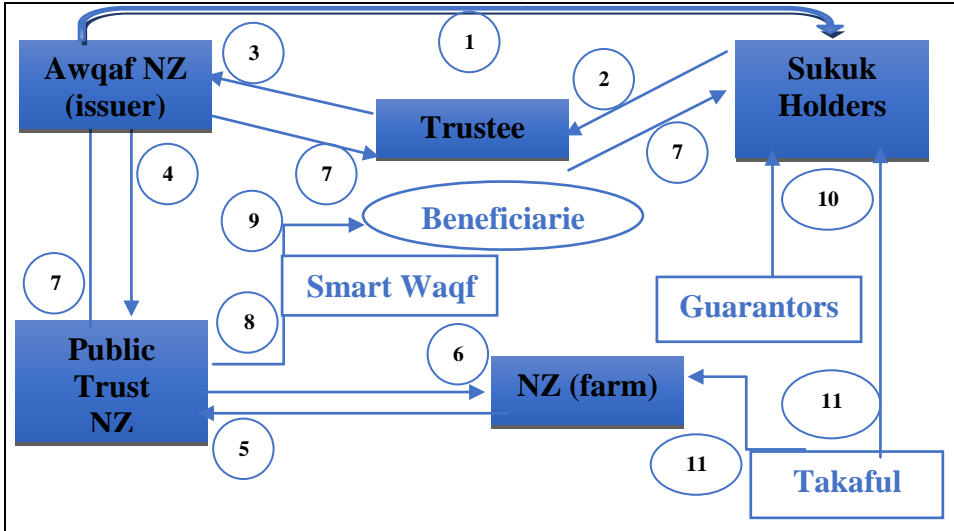 1
3
Awqaf NZ
(issuer)
2
Sukuk
Holders
Trustee
4
7
7
10
9
Beneficiarie
Smart Waqf
7
8
Guarantors
Public
Trust
NZ
6
NZ (farm)
11
5
11
Takaful